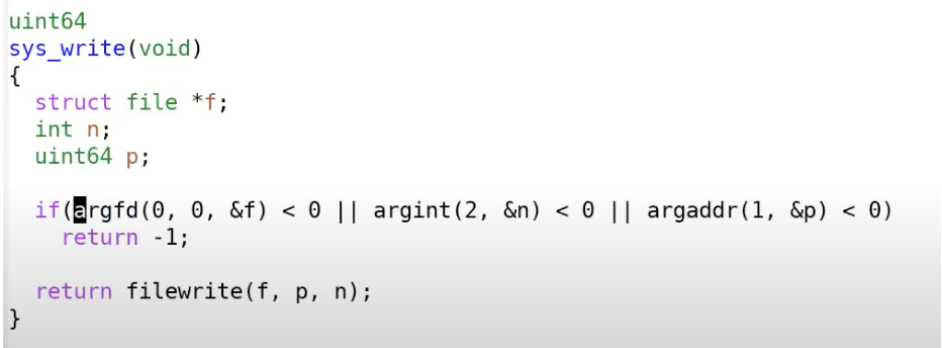 uint64
sys_write(void)
{
  struct file *f;
  int n;
  uint64 p;

  if(argfd(0, 0, &f) < 0 || argint(2, &n) < 0 || argaddr(1, &p) < 0)
    return -1;

  return filewrite(f, p, n);
}